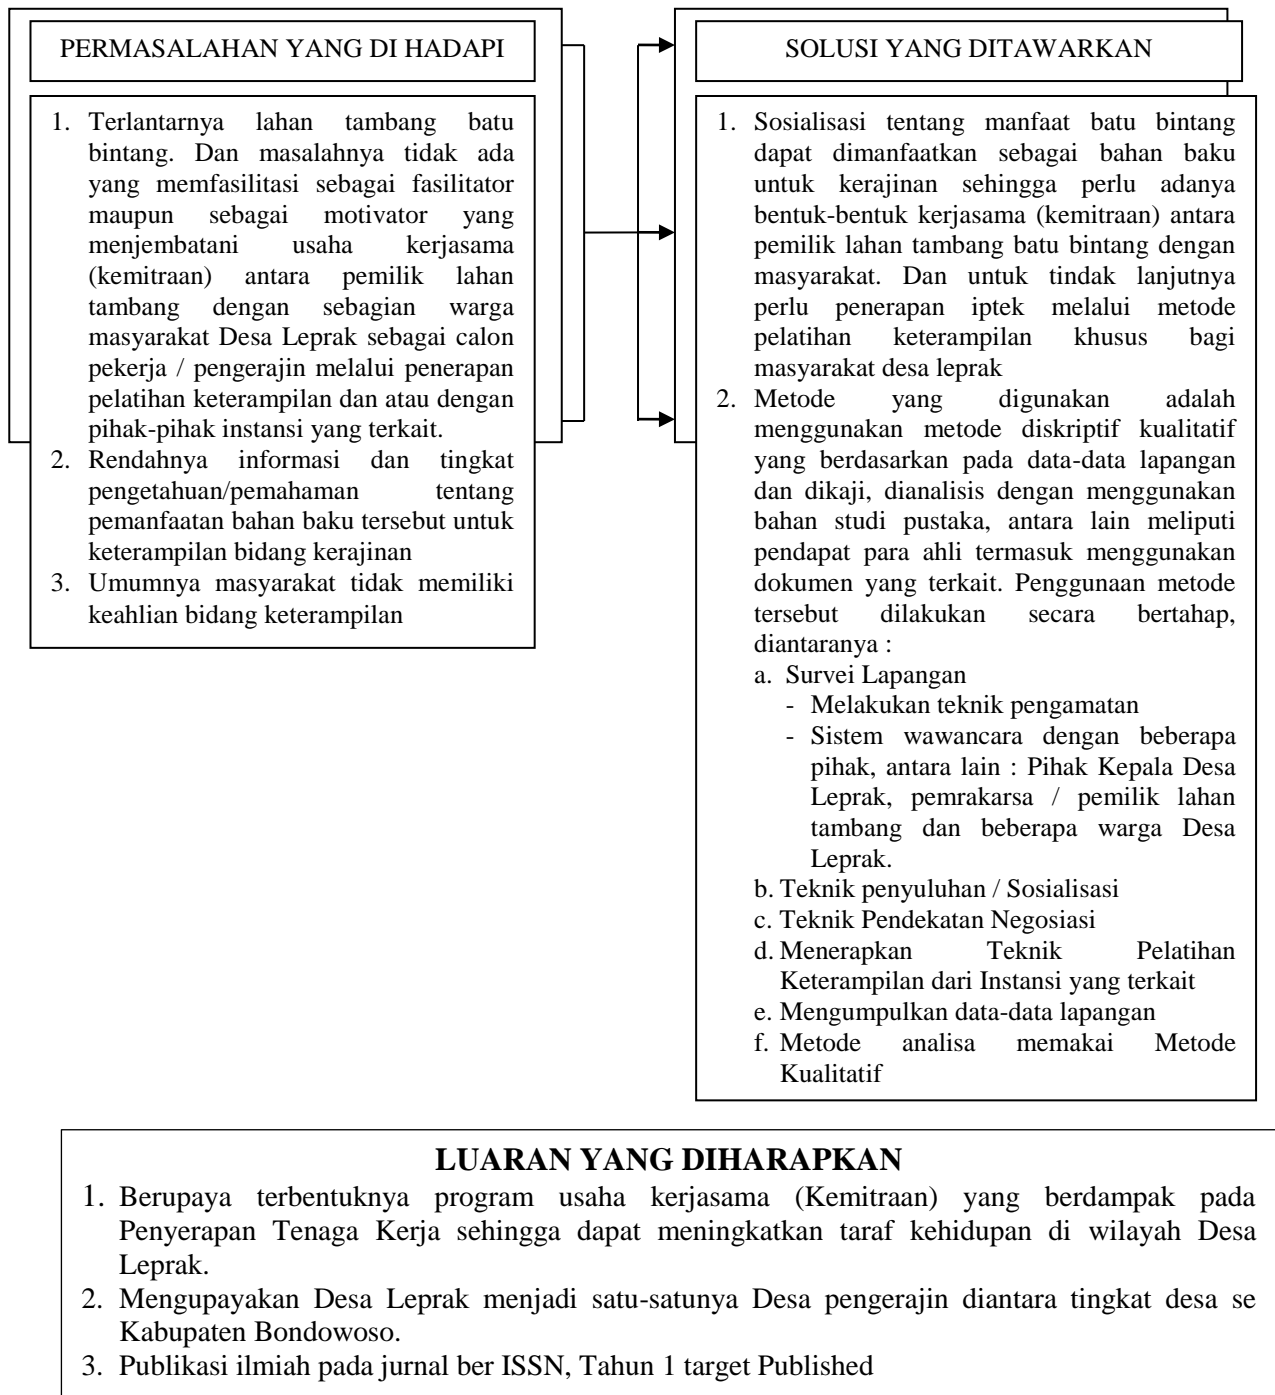 PERMASALAHAN YANG DI HADAPI
1. Terlantarnya lahan tambang batu
bintang. Dan masalahnya tidak ada
yang memfasilitasi sebagai fasilitator
maupun sebagai motivator yang
menjembatani usaha kerjasama
(kemitraan) antara pemilik lahan
tambang dengan sebagian warga
masyarakat Desa Leprak sebagai calon
pekerja / pengerajin melalui penerapan
pelatihan keterampilan dan atau dengan
pihak-pihak instansi yang terkait.
2. Rendahnya informasi dan tingkat
pengetahuan/pemahaman tentang
pemanfaatan bahan baku tersebut untuk
keterampilan bidang kerajinan
3. Umumnya masyarakat tidak memiliki
keahlian bidang keterampilan
SOLUSI YANG DITAWARKAN
1. Sosialisasi tentang manfaat batu bintang
dapat dimanfaatkan sebagai bahan baku
untuk kerajinan sehingga perlu adanya
bentuk-bentuk kerjasama (kemitraan) antara
pemilik lahan tambang batu bintang dengan
masyarakat. Dan untuk tindak lanjutnya
perlu penerapan iptek melalui metode
pelatihan keterampilan khusus bagi
masyarakat desa leprak
2. Metode yang digunakan adalah
menggunakan metode diskriptif kualitatif
yang berdasarkan pada data-data lapangan
dan dikaji, dianalisis dengan menggunakan
bahan studi pustaka, antara lain meliputi
pendapat para ahli termasuk menggunakan
dokumen yang terkait. Penggunaan metode
tersebut dilakukan secara bertahap,
diantaranya :
a. Survei Lapangan
- Melakukan teknik pengamatan
- Sistem wawancara dengan beberapa
pihak, antara lain : Pihak Kepala Desa
Leprak, pemrakarsa / pemilik lahan
tambang dan beberapa warga Desa
Leprak.
b. Teknik penyuluhan / Sosialisasi
c. Teknik Pendekatan Negosiasi
d. Menerapkan Teknik Pelatihan
Keterampilan dari Instansi yang terkait
e. Mengumpulkan data-data lapangan
f. Metode analisa memakai Metode
Kualitatif
LUARAN YANG DIHARAPKAN
1. Berupaya terbentuknya program usaha kerjasama (Kemitraan) yang berdampak pada
Penyerapan Tenaga Kerja sehingga dapat meningkatkan taraf kehidupan di wilayah Desa
Leprak.
2. Mengupayakan Desa Leprak menjadi satu-satunya Desa pengerajin diantara tingkat desa se
Kabupaten Bondowoso.
3. Publikasi ilmiah pada jurnal ber ISSN, Tahun 1 target Published